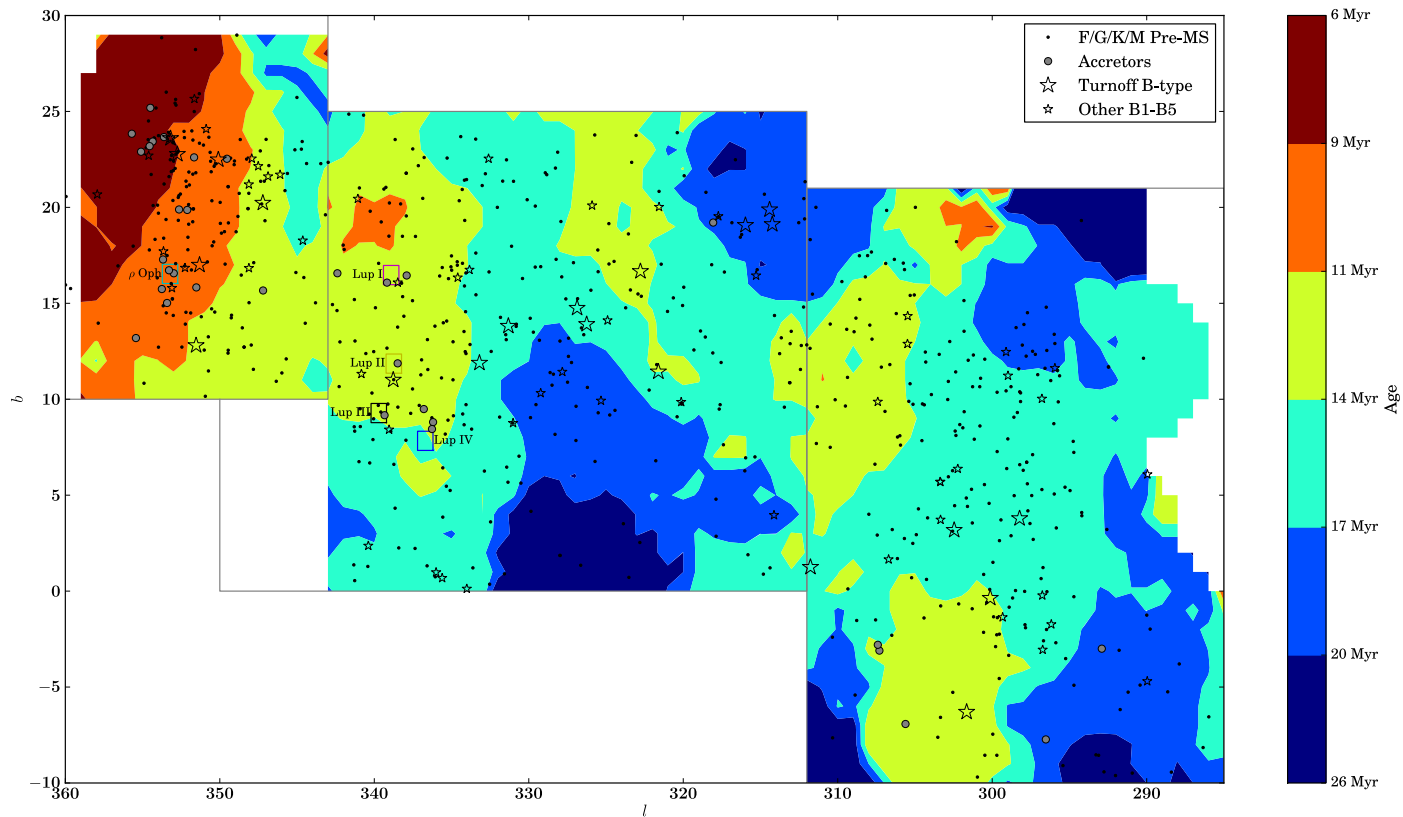 30
25
20
15
10
5
0
−5
−10
b
360
350
340
330
320
310
300
290
l
F/G/K/M Pre-MS
Accretors
Turnoff B-type
Other B1-B5
ρ Oph
Lup I
Lup II
Lup III
Lup IV
6 Myr
9 Myr
11 Myr
14 Myr
17 Myr
20 Myr
26 Myr
Age